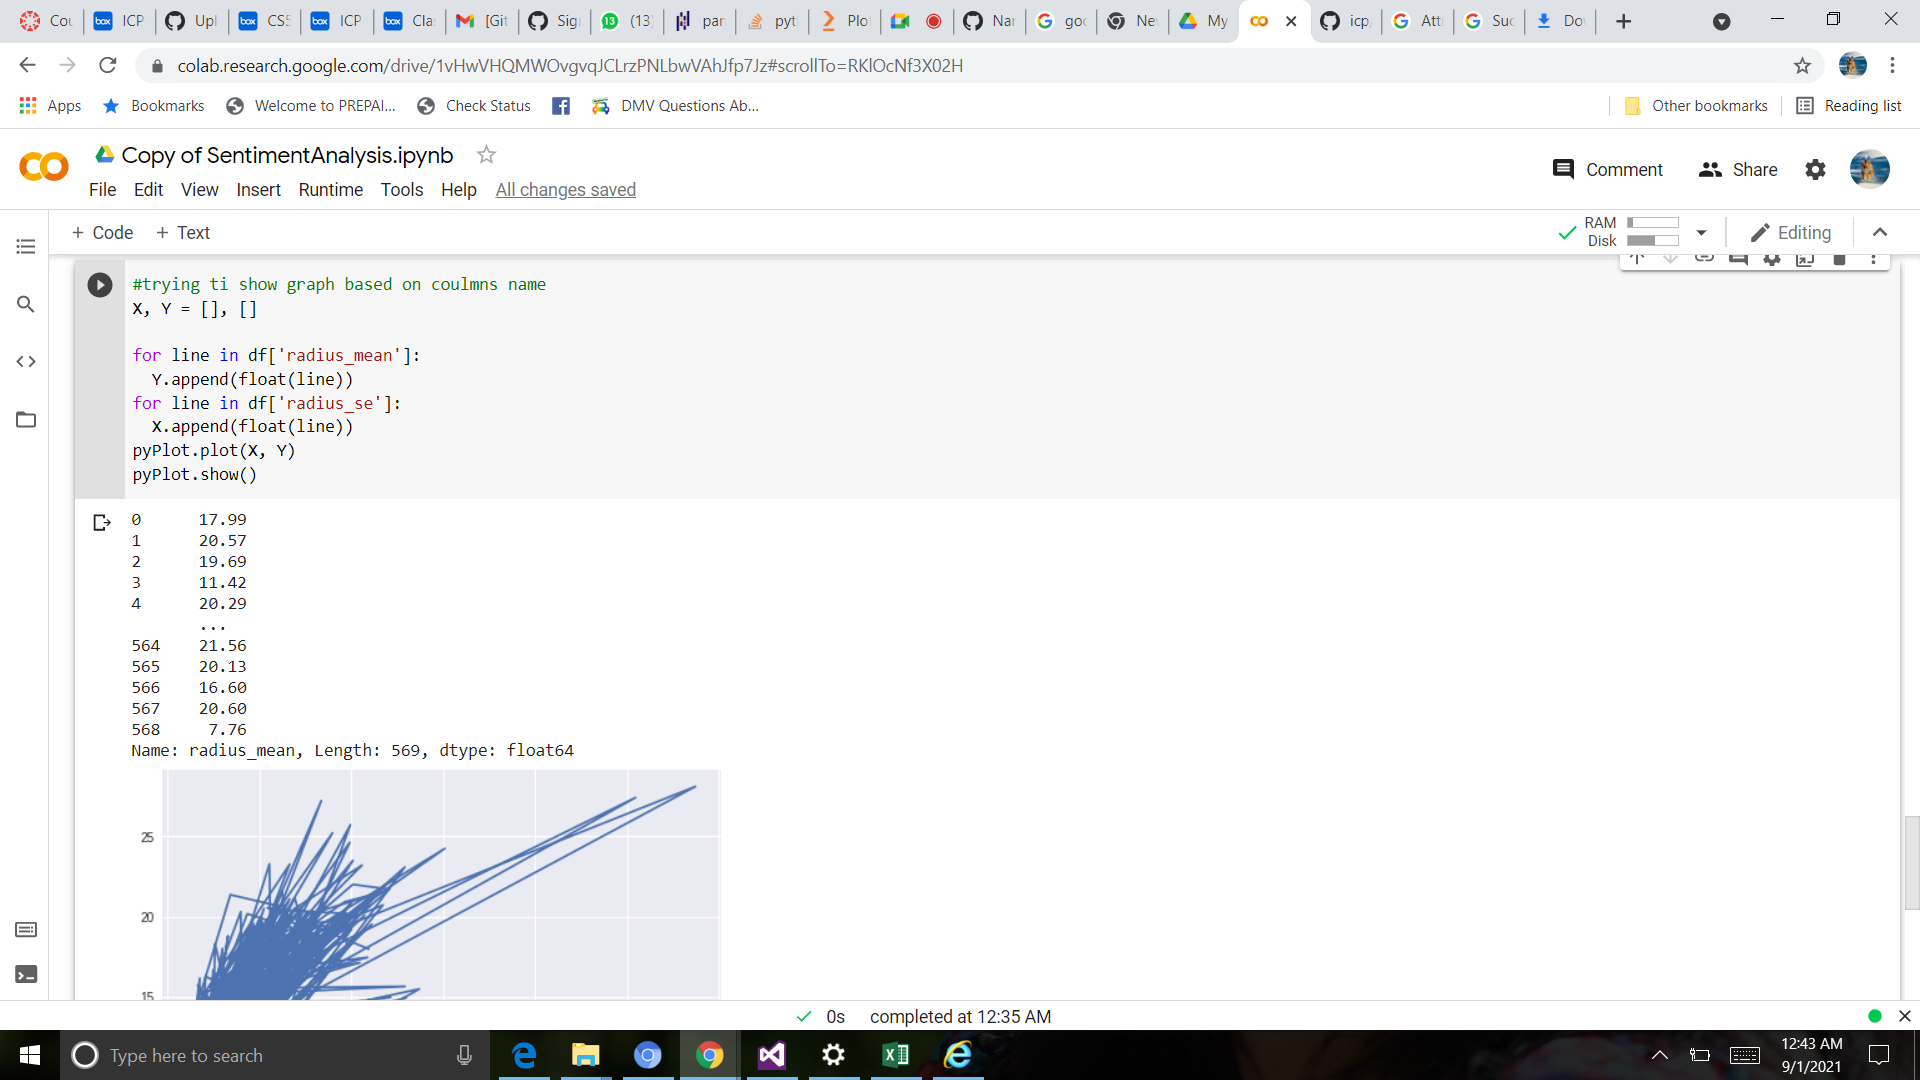 Cou
ICP
Upl
CS5
ICP
Clas
[Git
Sig
(13)
pan
pyt
Plo
Nar
goo
Nev
My
icp
Att
Suc
Do
colab.research.google.com/drive/1vHwVHQMWOvgvqJCLrzPNLbwVAhJfp7Jz#scrollTo=RKlOcNf3X02H
Apps Bookmarks Welcome to PREPAI... Check Status DMV Questions Ab... Other bookmarks Reading list
Copy of SentimentAnalysis.ipynb
Comment Share
File Edit View Insert Runtime Tools Help All changes saved
+ Code + Text
RAM
Disk
Editing
#trying ti show graph based on coulmns name
X, Y = [], []
for line in df['radius_mean']:
  Y.append(float(line))
for line in df['radius_se']:
  X.append(float(line))
pyPlot.plot(X, Y)
pyPlot.show()
0      17.99
1      20.57
2      19.69
3      11.42
4      20.29
       ...
564    21.56
565    20.13
566    16.60
567    20.60
568     7.76
Name: radius_mean, Length: 569, dtype: float64
25
20
15
0s completed at 12:35 AM
Type here to search
12:43 AM
9/1/2021